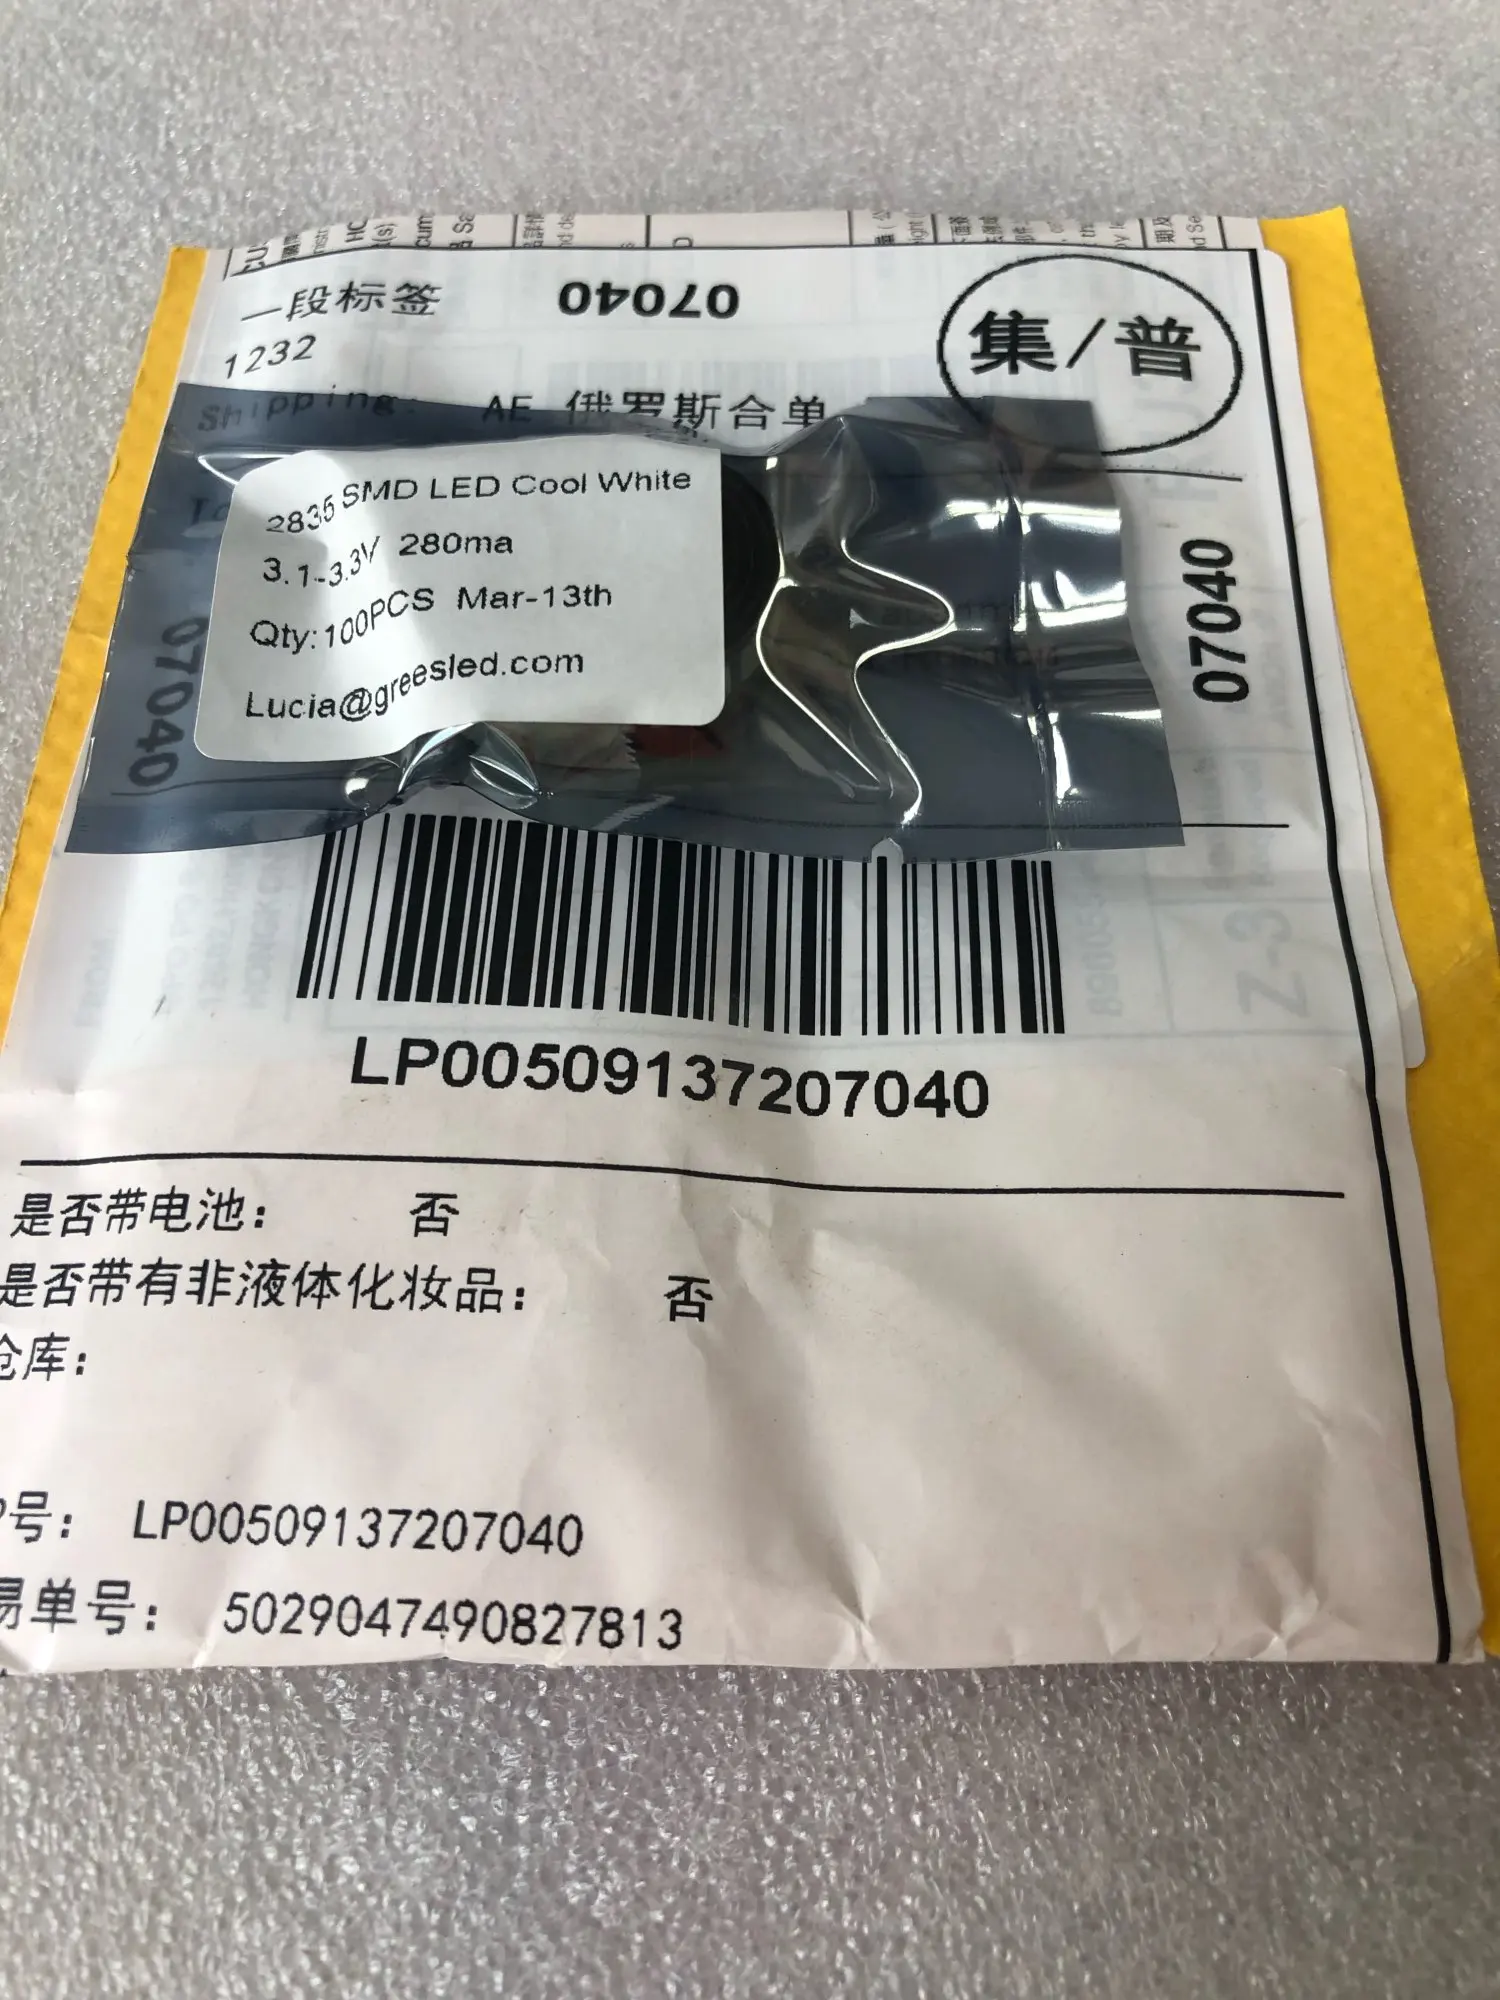 一段标签
07040
集/普
1232
Shipping: AE 俄罗斯合单
2835 SMD LED Cool White
3.1-3.3V 280ma
Qty:100PCS Mar-13th
Lucia@greesled.com
07040
07040
LP00509137207040
是否带电池: 否
是否带有非液体化妆品: 否
仓库:
号: LP00509137207040
易单号: 5029047490827813